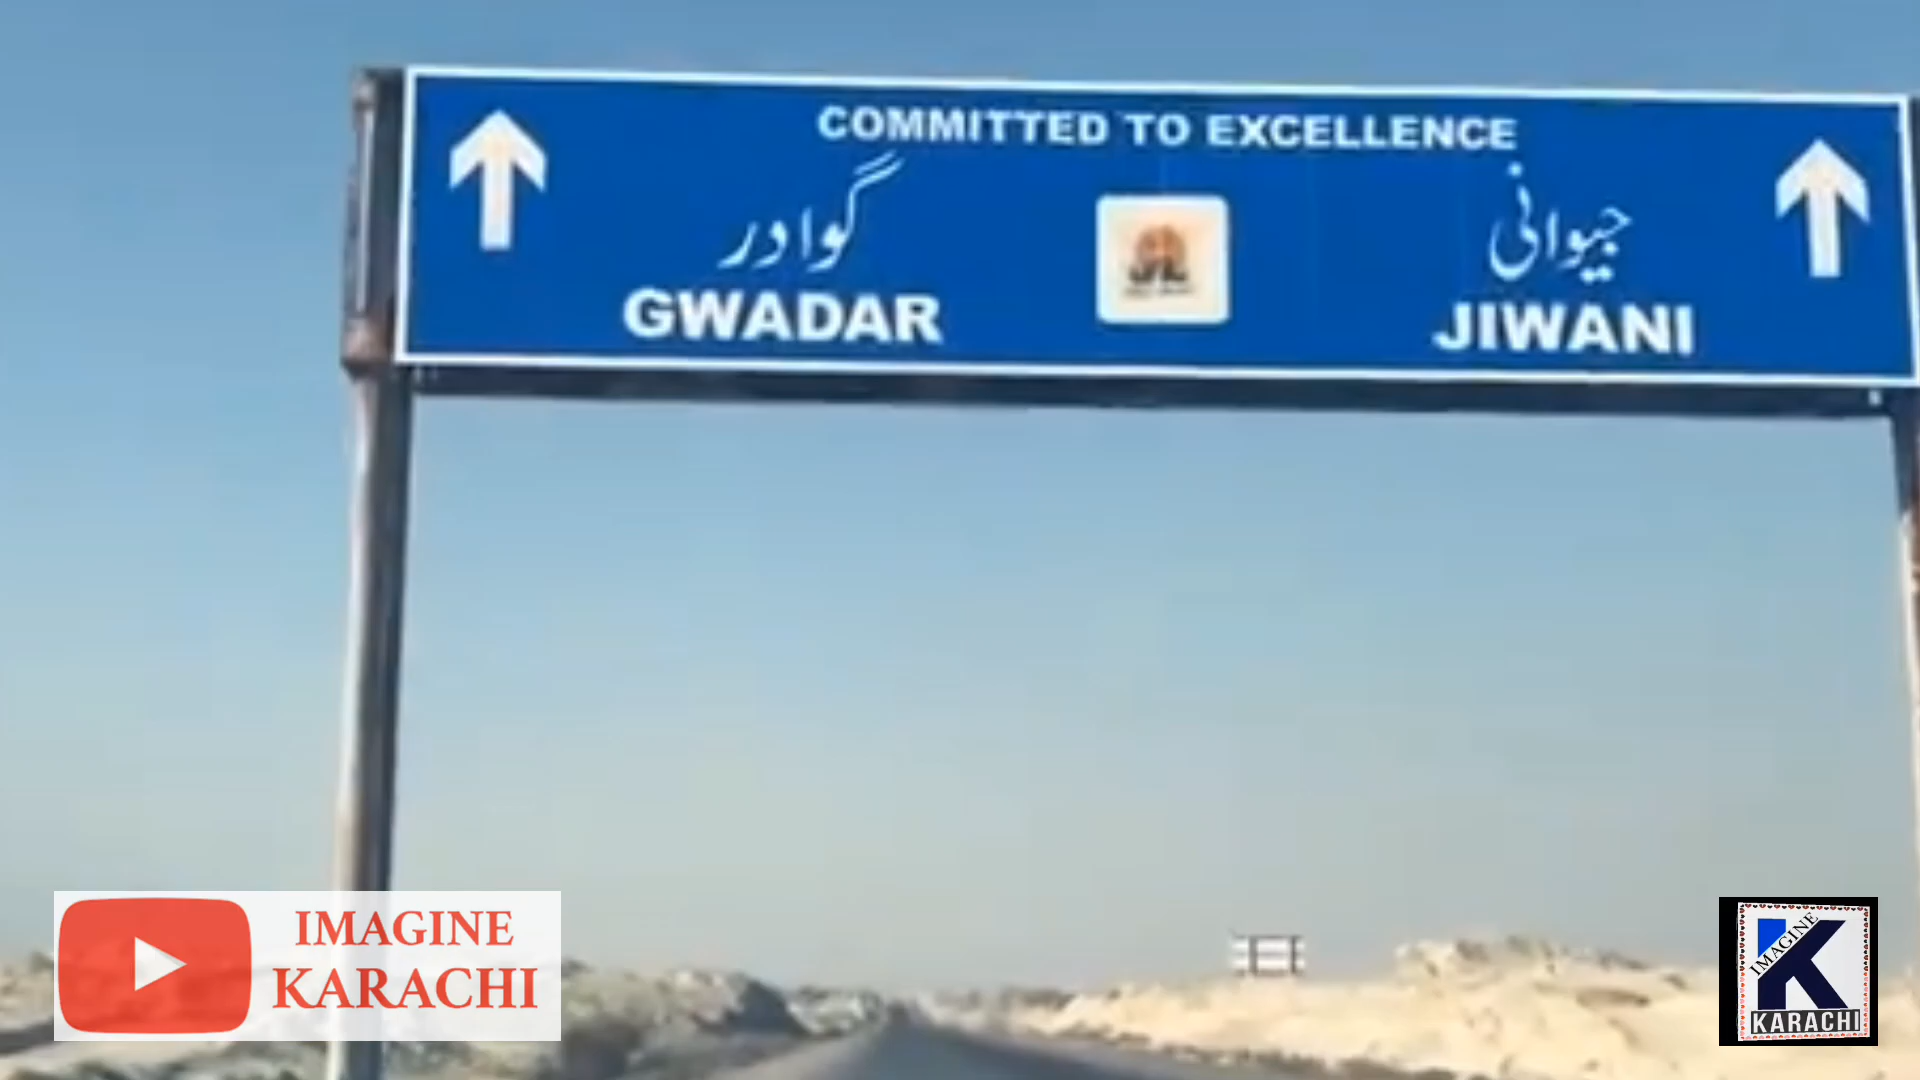 COMMITTED TO EXCELLENCE
گوادر
GWADAR
جیوانی
JIWANI
IMAGINE
KARACHI
IMAGINE
KARACHI